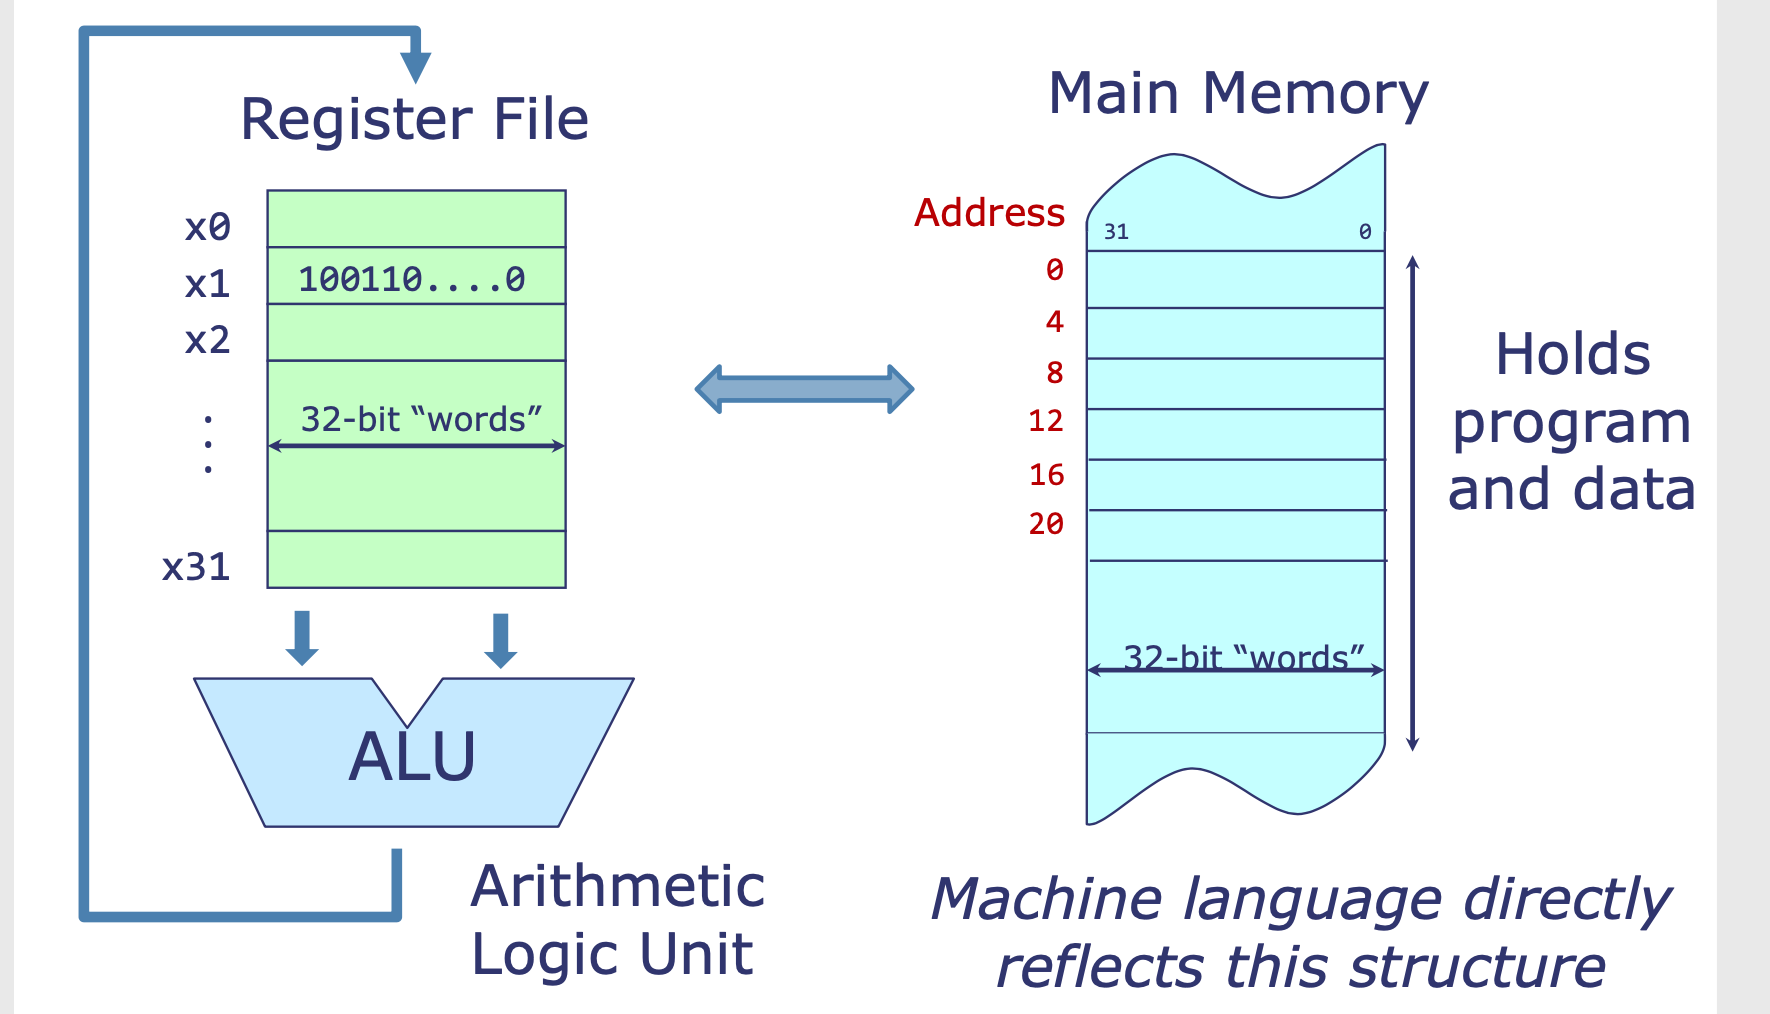 Register File
x0
x1
100110....0
x2
32-bit “words”
:
.
x31
ALU
Arithmetic
Logic Unit
Main Memory
Address
31 0
0
4
8
12
16
20
32-bit “words”
Holds
program
and data
Machine language directly
reflects this structure